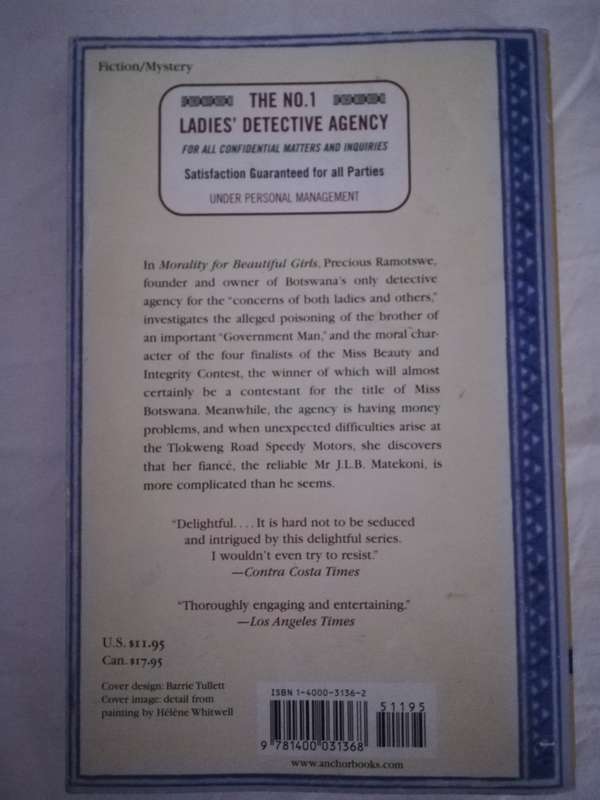 Fiction/Mystery
THE NO.1
LADIES' DETECTIVE AGENCY
FOR ALL CONFIDENTIAL MATTERS AND INQUIRIES
Satisfaction Guaranteed for all Parties
UNDER PERSONAL MANAGEMENT
In Morality for Beautiful Girls, Precious Ramotswe,
founder and owner of Botswana's only detective
agency for the "concerns of both ladies and others,"
investigates the alleged poisoning of the brother of
an important "Government Man," and the moral char-
acter of the four finalists of the Miss Beauty and
Integrity Contest, the winner of which will almost
certainly be a contestant for the title of Miss
Botswana. Meanwhile, the agency is having money
problems, and when unexpected difficulties arise at
the Tlokweng Road Speedy Motors, she discovers
that her fiancé, the reliable Mr J.L.B. Matekoni, is
more complicated than he seems.
"Delightful. . . . It is hard not to be seduced
and intrigued by this delightful series.
I wouldn't even try to resist."
—Contra Costa Times
"Thoroughly engaging and entertaining."
—Los Angeles Times
U.S. $11.95
Can. $17.95
Cover design: Barrie Tullett
Cover image: detail from
painting by Hélène Whitwell
ISBN 1-4000-3136-2
51195
9 781400 031368
www.anchorbooks.com